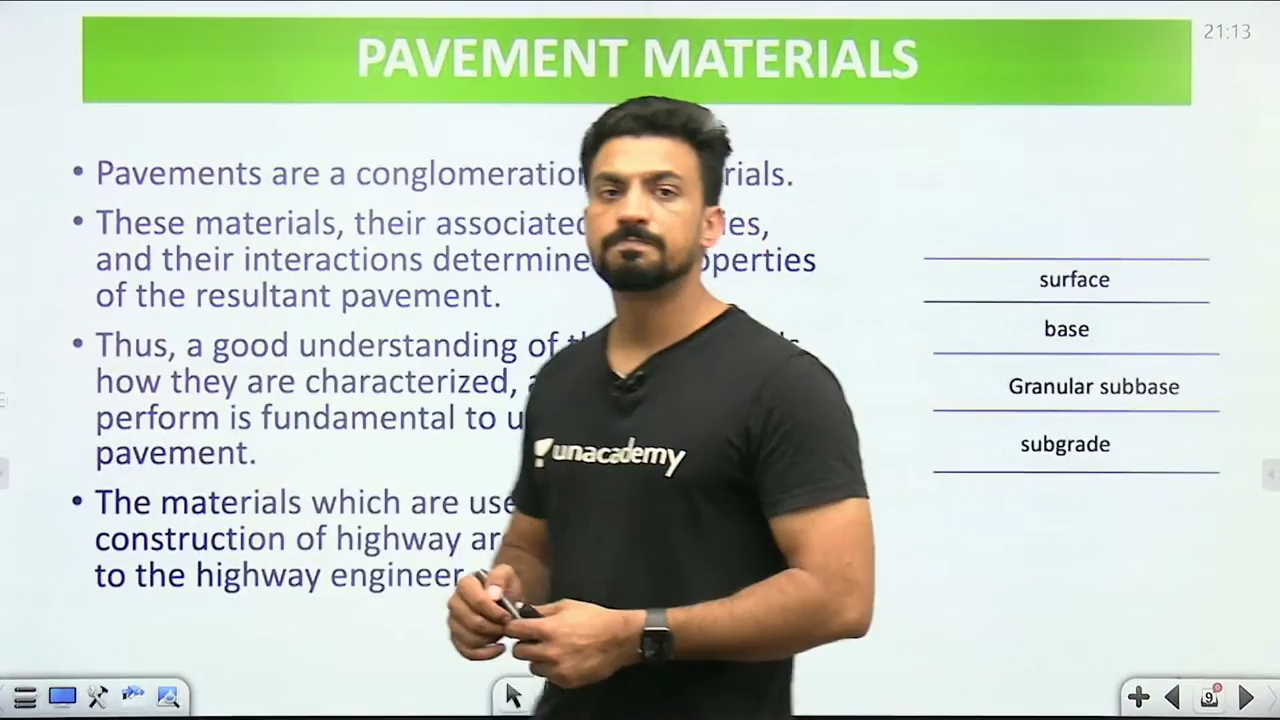 PAVEMENT MATERIALS
21:13
• Pavements are a conglomeration rials.
• These materials, their associated es,
and their interactions determine operties
of the resultant pavement.
• Thus, a good understanding of
how they are characterized,
perform is fundamental to
pavement.
• The materials which are use
construction of highway ar
to the highway engineer
surface
base
Granular subbase
subgrade
unacademy
9